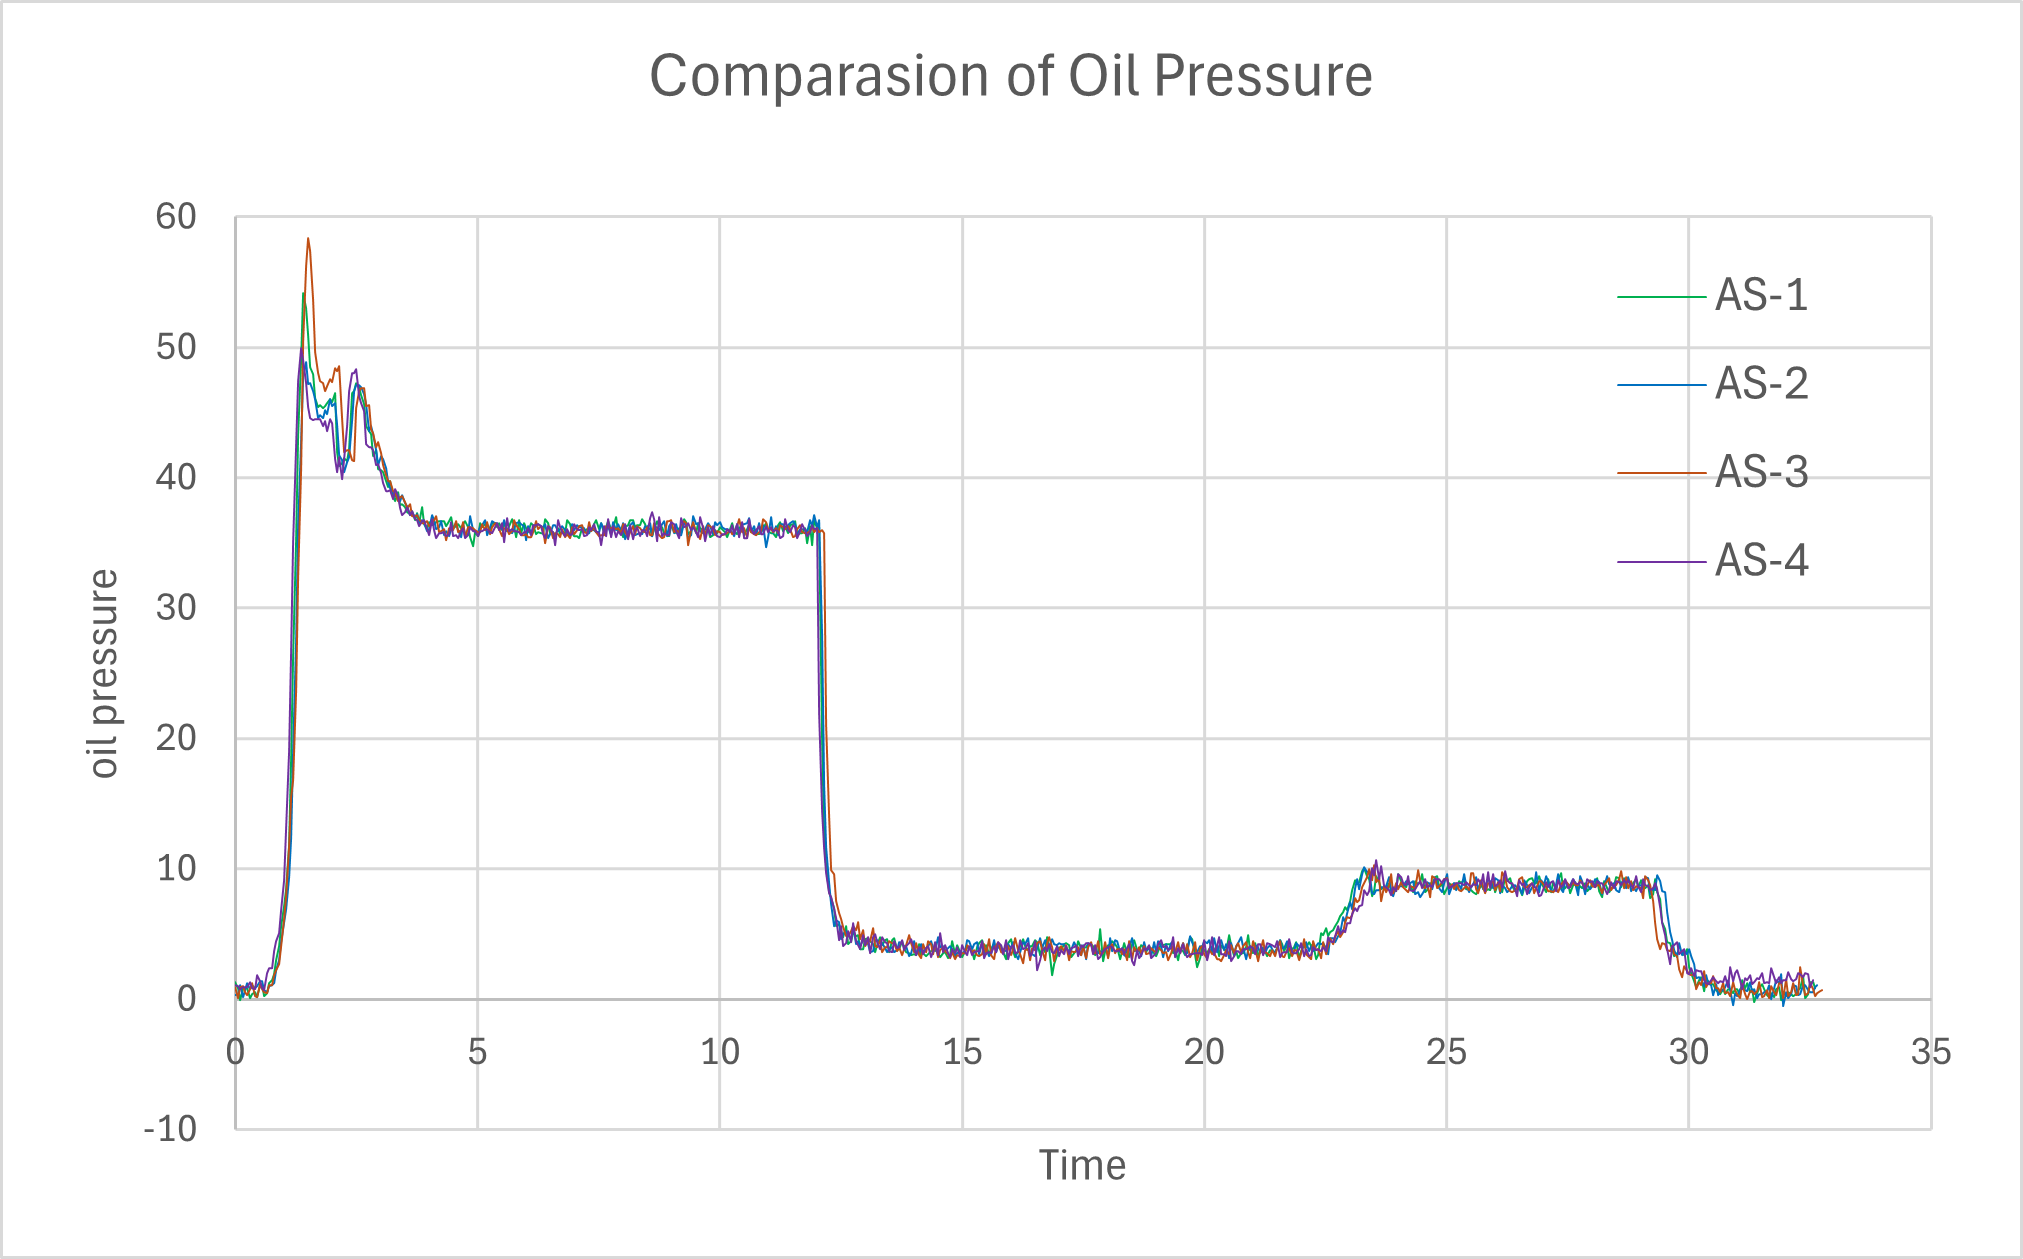 Comparasion of Oil Pressure
60
50
40
30
20
10
0
-10
oil pressure
0 5 10 15 20 25 30 35
Time
AS-1
AS-2
AS-3
AS-4